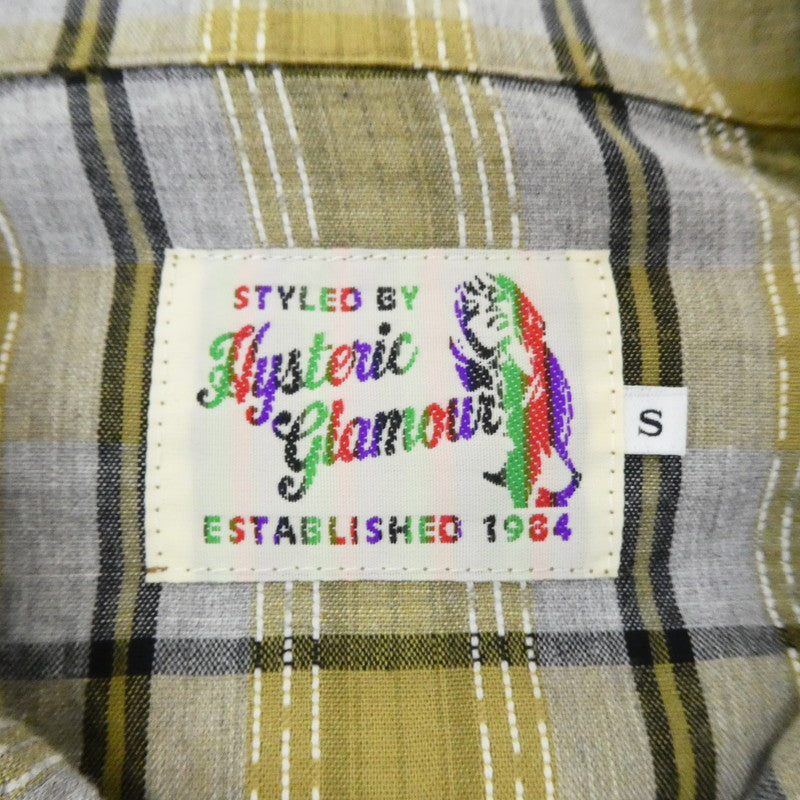 STYLED BY
Hysteric
Glamour
ESTABLISHED 1984
S